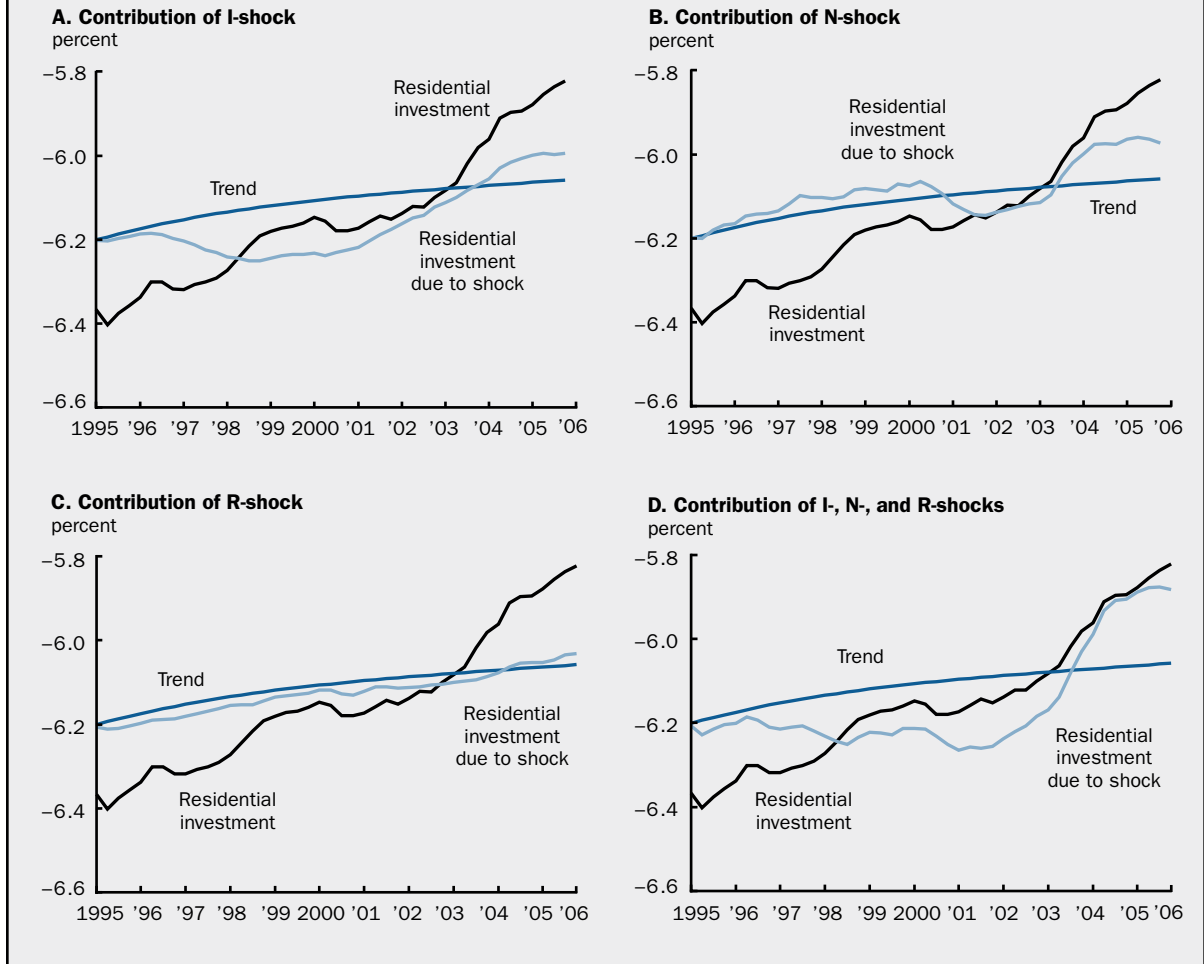 A. Contribution of I-shock
percent
–5.8
–6.0
–6.2
–6.4
–6.6
Residential
investment
Trend
Residential
investment
due to shock
1995 ’96 ’97 ’98 ’99 2000 ’01 ’02 ’03 ’04 ’05 ’06
B. Contribution of N-shock
percent
–5.8
–6.0
–6.2
–6.4
–6.6
Residential
investment
due to shock
Trend
Residential
investment
1995 ’96 ’97 ’98 ’99 2000 ’01 ’02 ’03 ’04 ’05 ’06
C. Contribution of R-shock
percent
–5.8
–6.0
–6.2
–6.4
–6.6
Trend
Residential
investment
due to shock
Residential
investment
1995 ’96 ’97 ’98 ’99 2000 ’01 ’02 ’03 ’04 ’05 ’06
D. Contribution of I-, N-, and R-shocks
percent
–5.8
–6.0
–6.2
–6.4
–6.6
Trend
Residential
investment
due to shock
Residential
investment
1995 ’96 ’97 ’98 ’99 2000 ’01 ’02 ’03 ’04 ’05 ’06